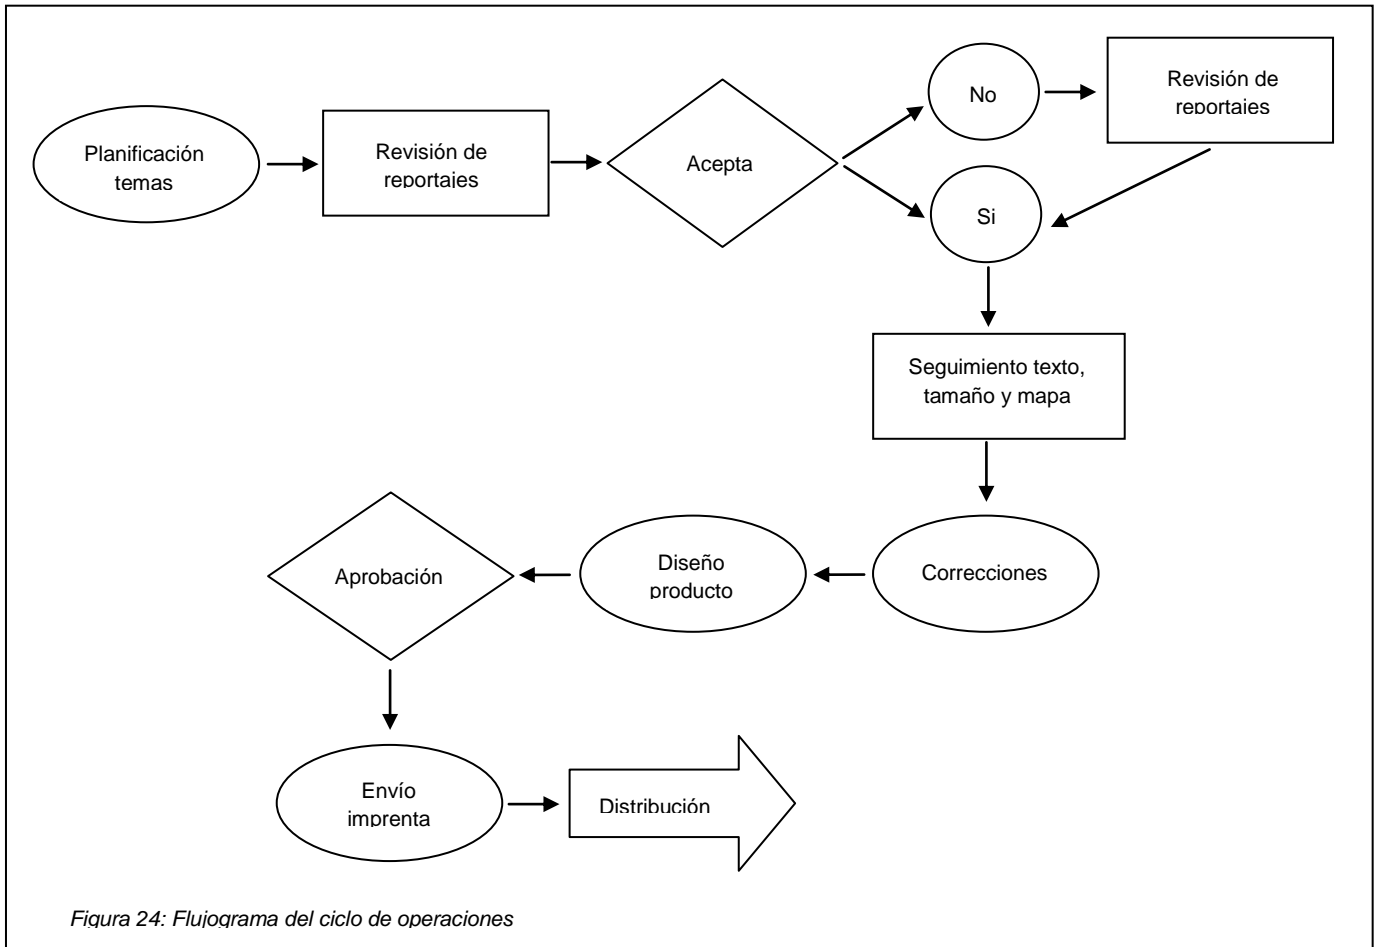 Planificación
temas
Revisión de
reportajes
Acepta
No
Revisión de
reportajes
Si
Seguimiento texto,
tamaño y mapa
Correcciones
Diseño
producto
Aprobación
Envío
imprenta
Distribución
Figura 24: Flujograma del ciclo de operaciones